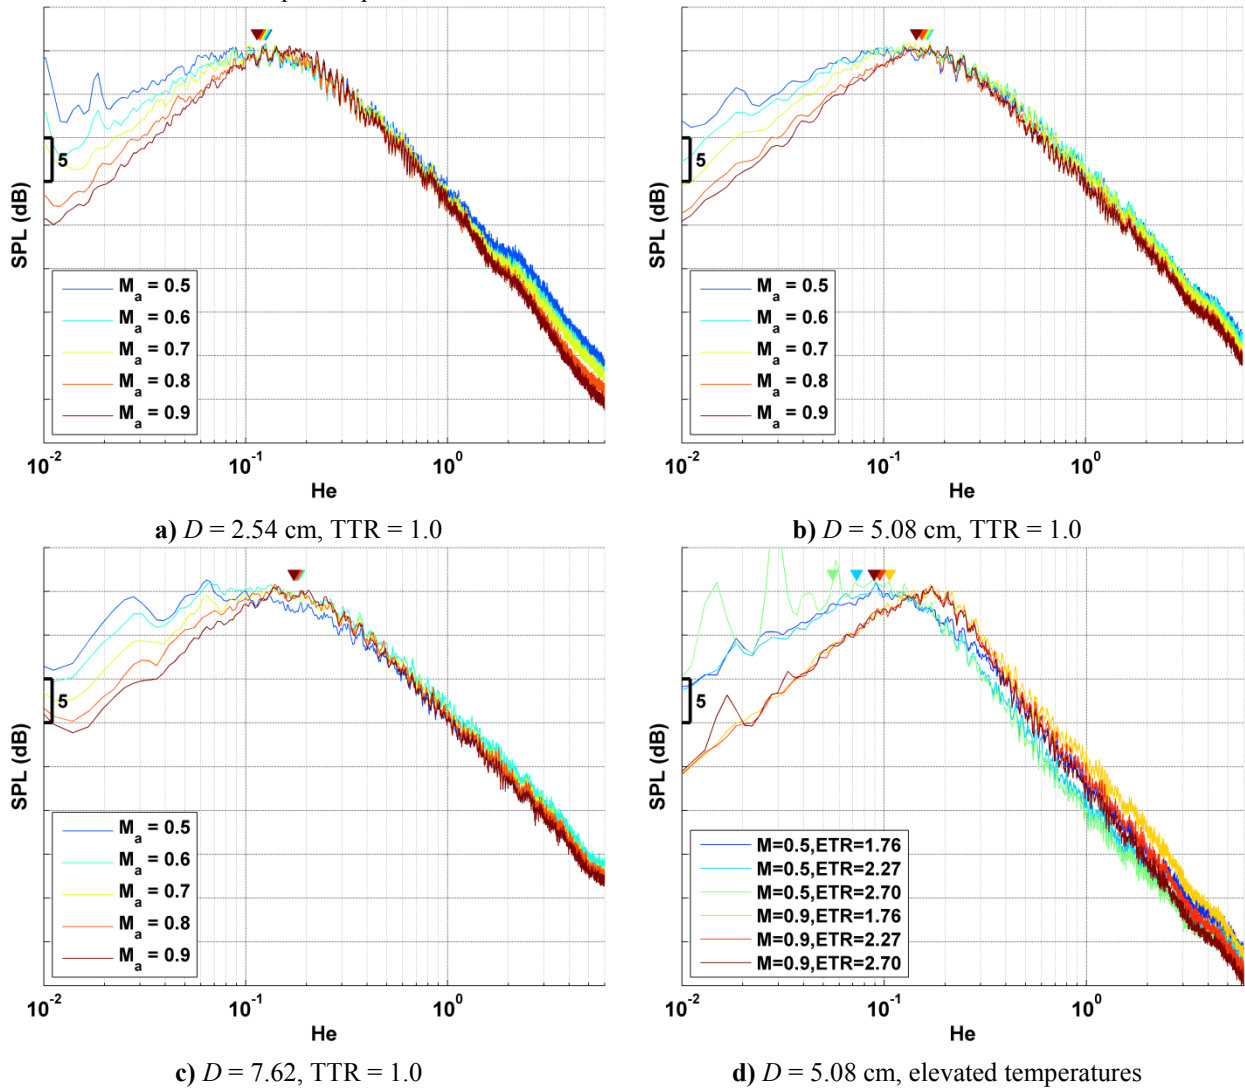 SPL (dB)
5
M_a = 0.5
M_a = 0.6
M_a = 0.7
M_a = 0.8
M_a = 0.9
10^-2 10^-1 10^0
He
a) D = 2.54 cm, TTR = 1.0
SPL (dB)
5
M_a = 0.5
M_a = 0.6
M_a = 0.7
M_a = 0.8
M_a = 0.9
10^-2 10^-1 10^0
He
b) D = 5.08 cm, TTR = 1.0
SPL (dB)
5
M_a = 0.5
M_a = 0.6
M_a = 0.7
M_a = 0.8
M_a = 0.9
10^-2 10^-1 10^0
He
c) D = 7.62, TTR = 1.0
SPL (dB)
5
M=0.5,ETR=1.76
M=0.5,ETR=2.27
M=0.5,ETR=2.70
M=0.9,ETR=1.76
M=0.9,ETR=2.27
M=0.9,ETR=2.70
10^-2 10^-1 10^0
He
d) D = 5.08 cm, elevated temperatures